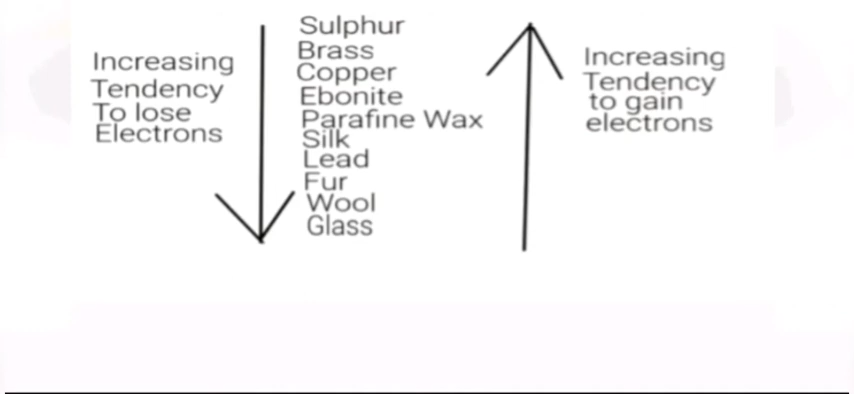 Increasing
Tendency
To lose
Electrons
Sulphur
Brass
Copper
Ebonite
Parafine Wax
Silk
Lead
Fur
Wool
Glass
Increasing
Tendency
to gain
electrons